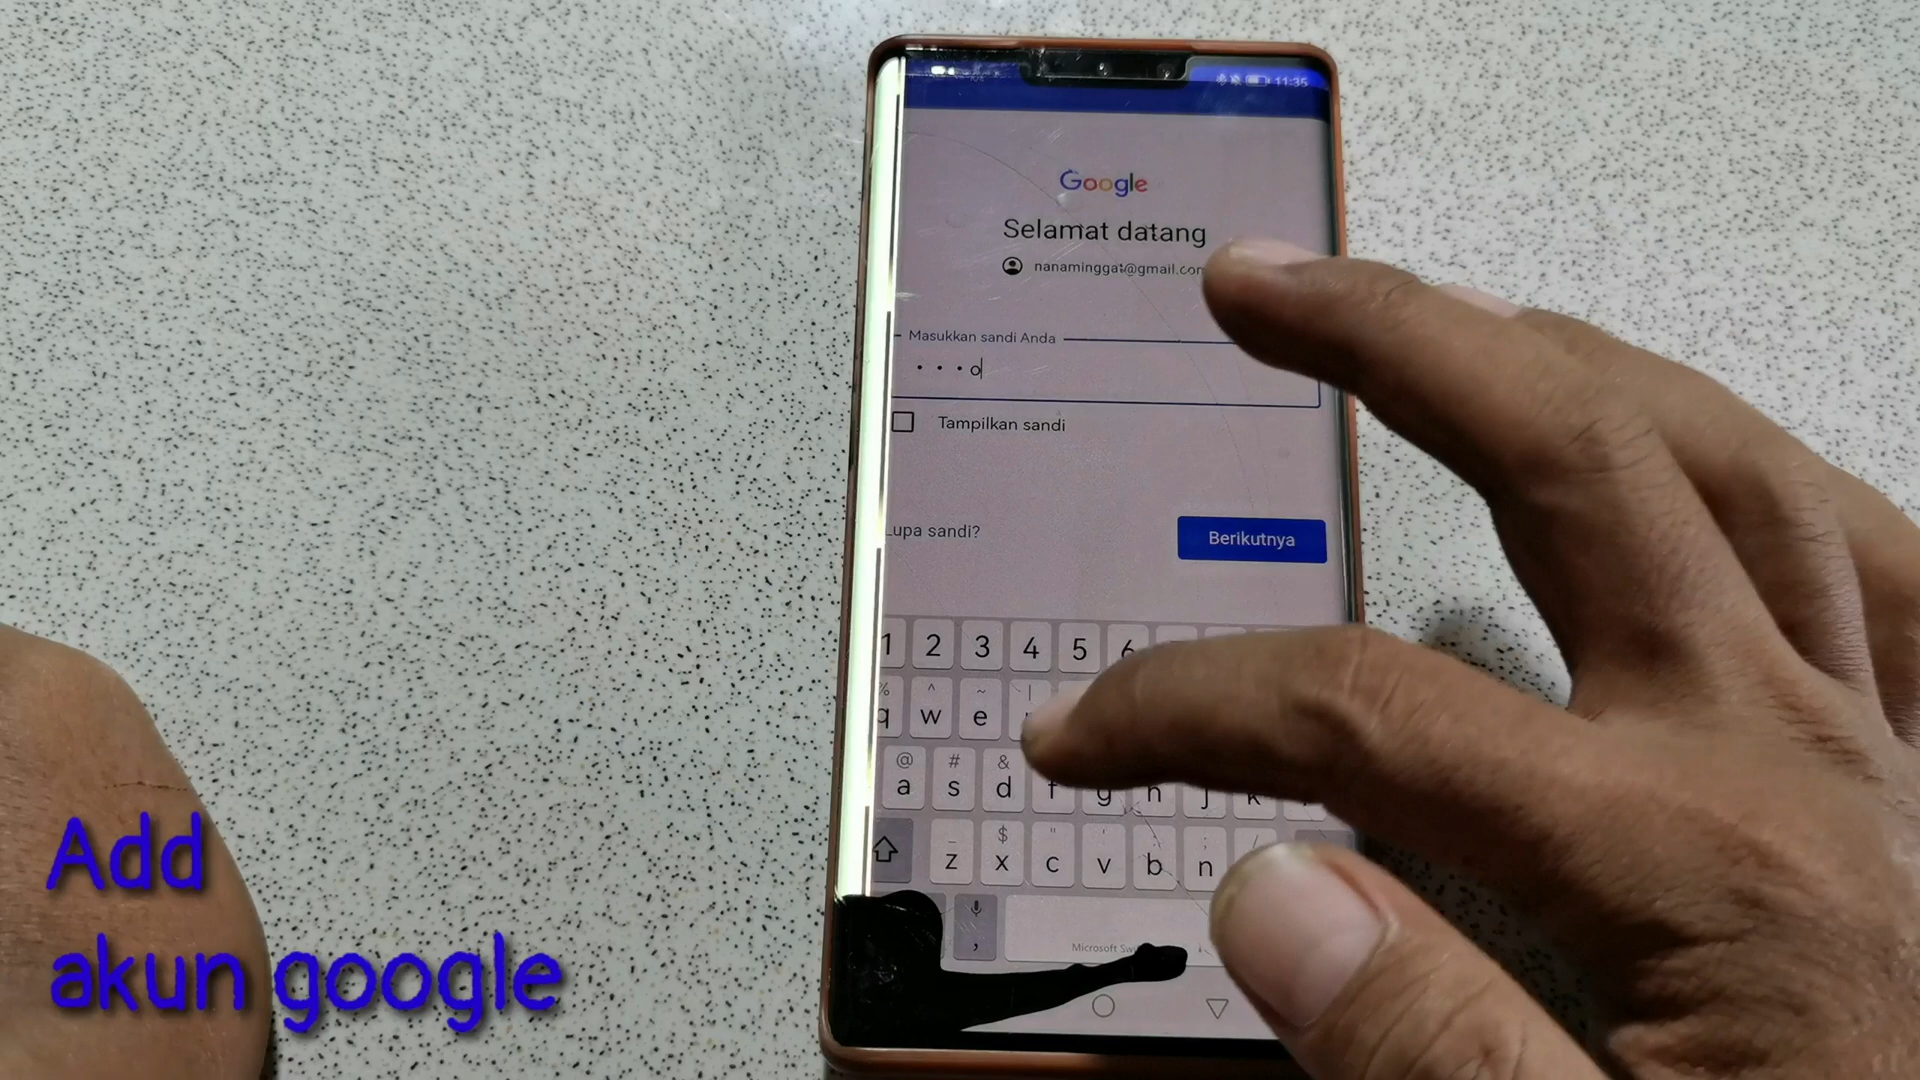 11:35
Google
Selamat datang
nanaminggat@gmail.com
Masukkan sandi Anda
• • • o
Tampilkan sandi
Lupa sandi?
Berikutnya
1 2 3 4 5 6
% ^ ~ |
q w e
@ # &
a s d f g h j k
_ $ " ' : ; /
z x c v b n
,
Microsoft
Add
akun google